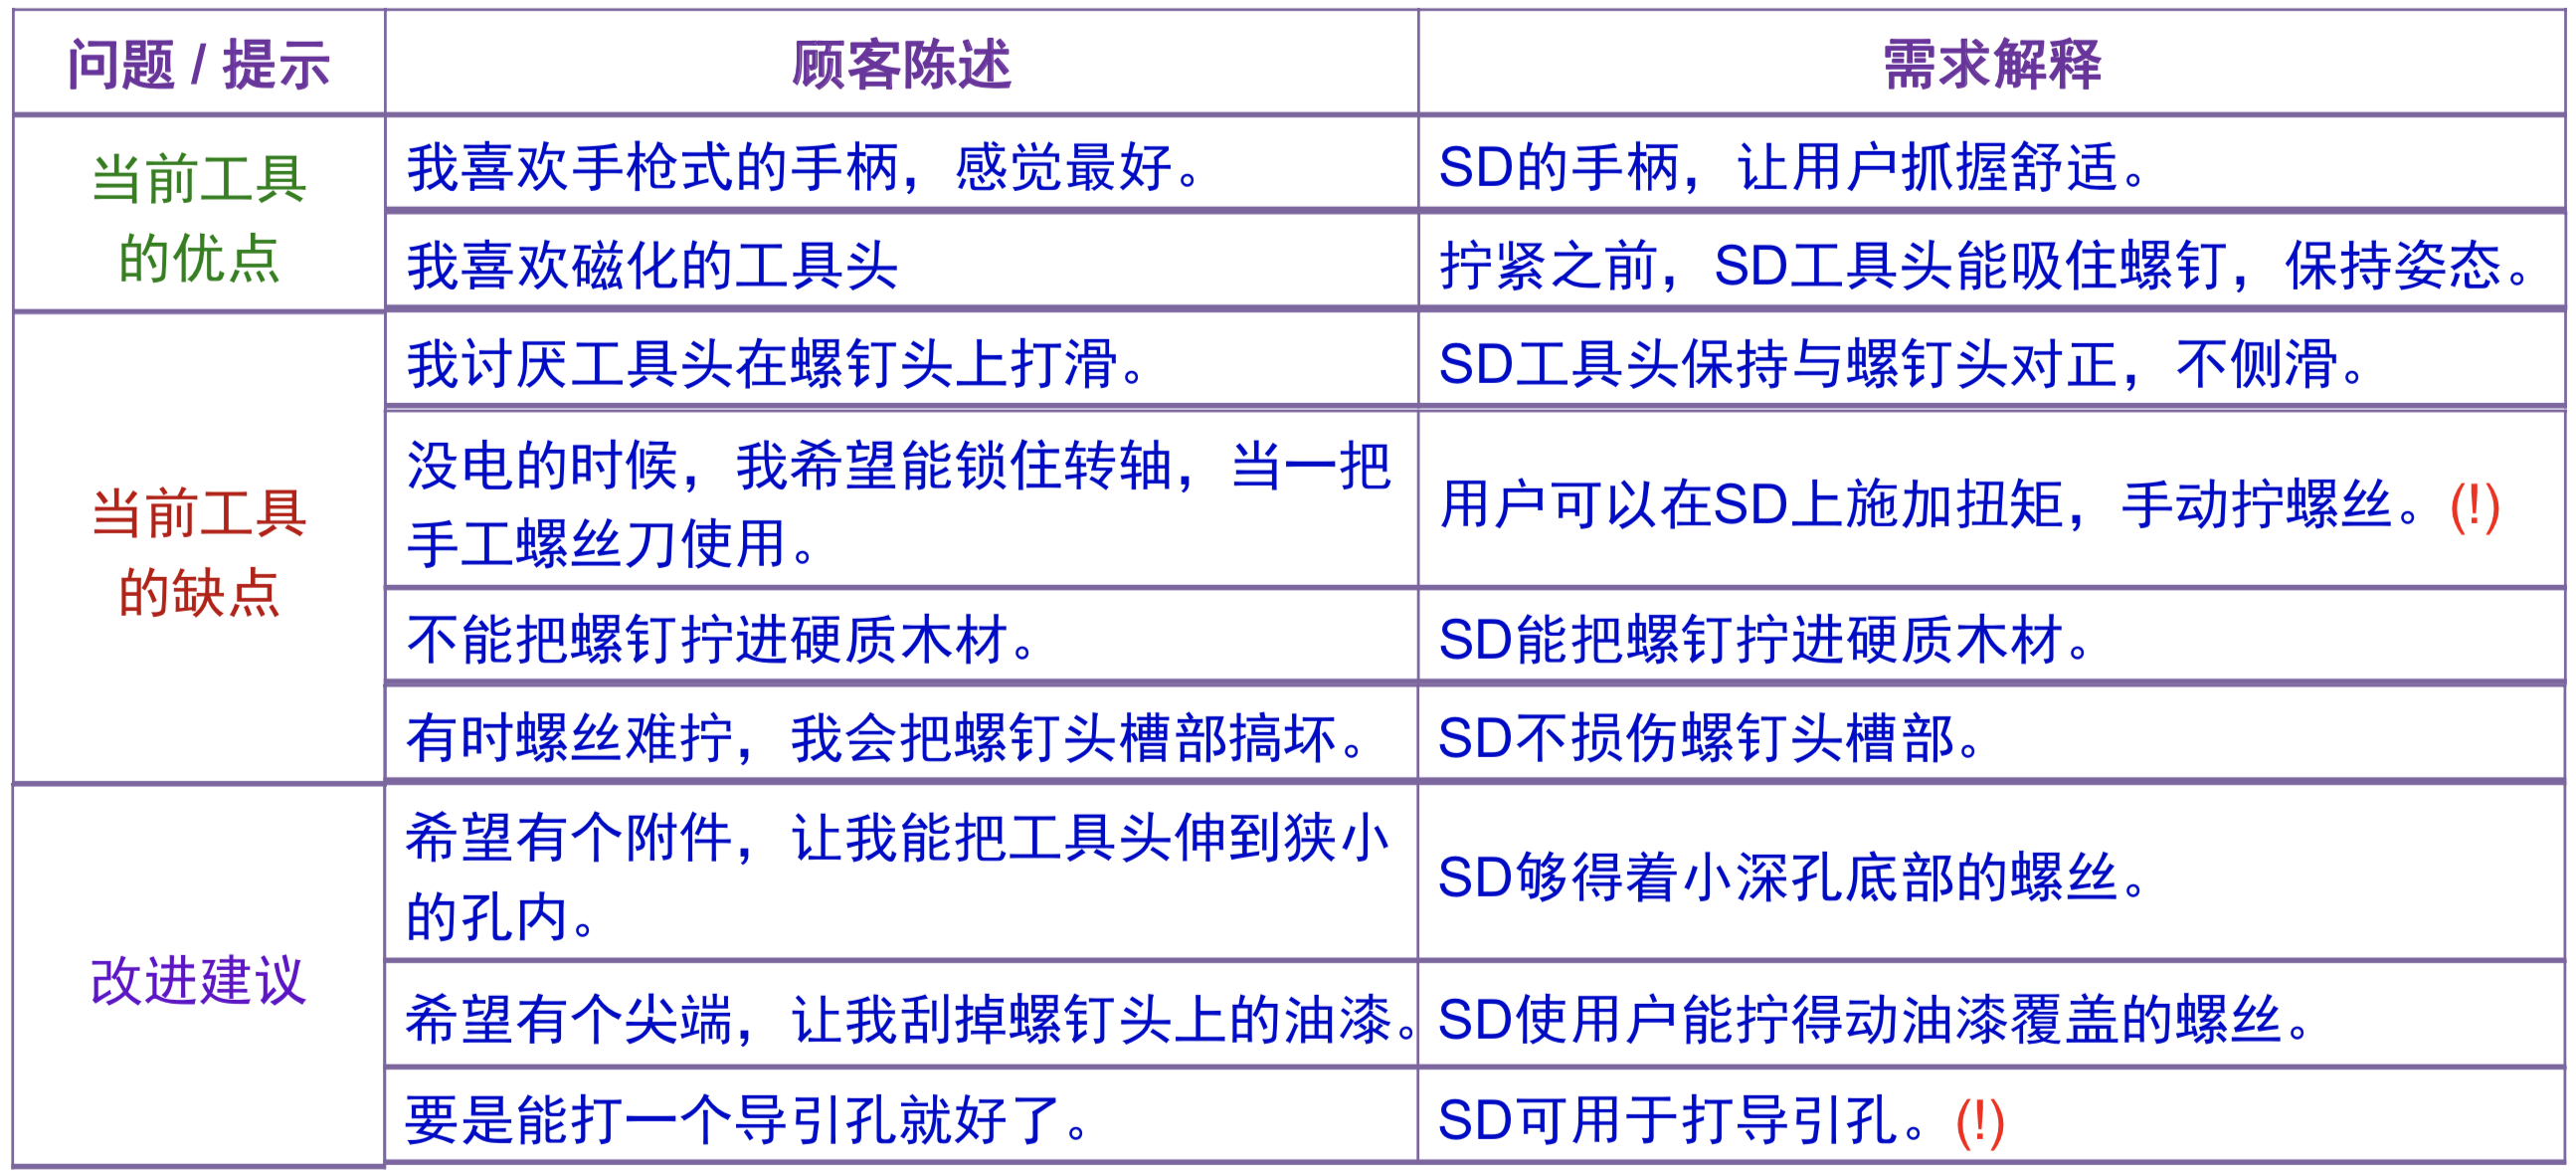 问题 / 提示 顾客陈述 需求解释
当前工具
的优点
我喜欢手枪式的手柄，感觉最好。 SD的手柄，让用户抓握舒适。
我喜欢磁化的工具头 拧紧之前，SD工具头能吸住螺钉，保持姿态。
当前工具
的缺点
我讨厌工具头在螺钉头上打滑。 SD工具头保持与螺钉头对正，不侧滑。
没电的时候，我希望能锁住转轴，当一把
手工螺丝刀使用。
用户可以在SD上施加扭矩，手动拧螺丝。(!)
不能把螺钉拧进硬质木材。 SD能把螺钉拧进硬质木材。
有时螺丝难拧，我会把螺钉头槽部搞坏。 SD不损伤螺钉头槽部。
改进建议
希望有个附件，让我能把工具头伸到狭小
的孔内。
SD够得着小深孔底部的螺丝。
希望有个尖端，让我刮掉螺钉头上的油漆。 SD使用户能拧得动油漆覆盖的螺丝。
要是能打一个导引孔就好了。 SD可用于打导引孔。(!)